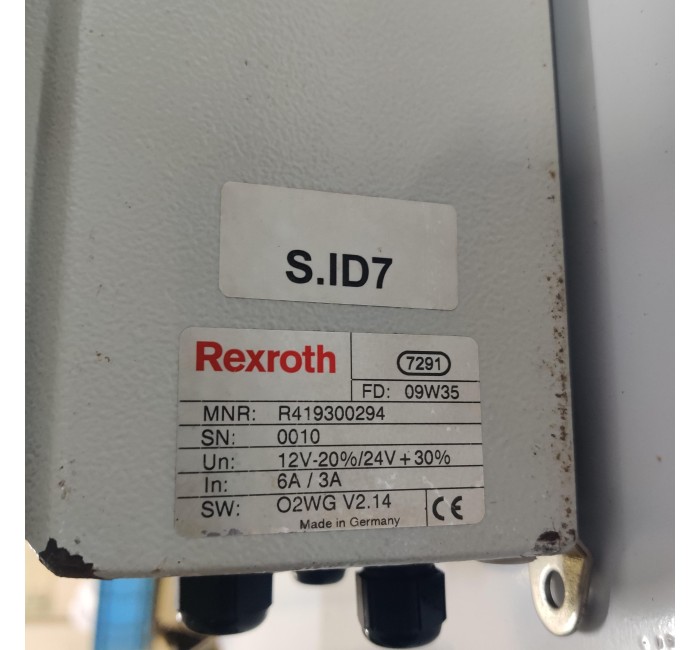 S.ID7
Rexroth
7291
FD: 09W35
MNR: R419300294
SN: 0010
Un: 12V-20%/24V+30%
In: 6A / 3A
SW: O2WG V2.14
Made in Germany
CE